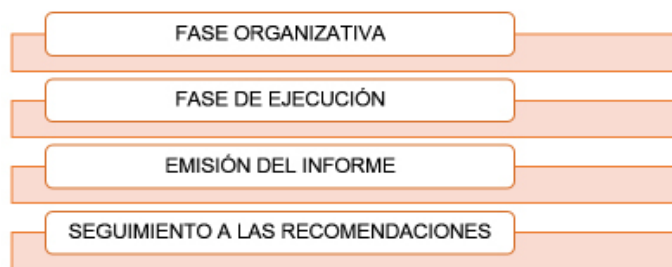 FASE ORGANIZATIVA
FASE DE EJECUCIÓN
EMISIÓN DEL INFORME
SEGUIMIENTO A LAS RECOMENDACIONES